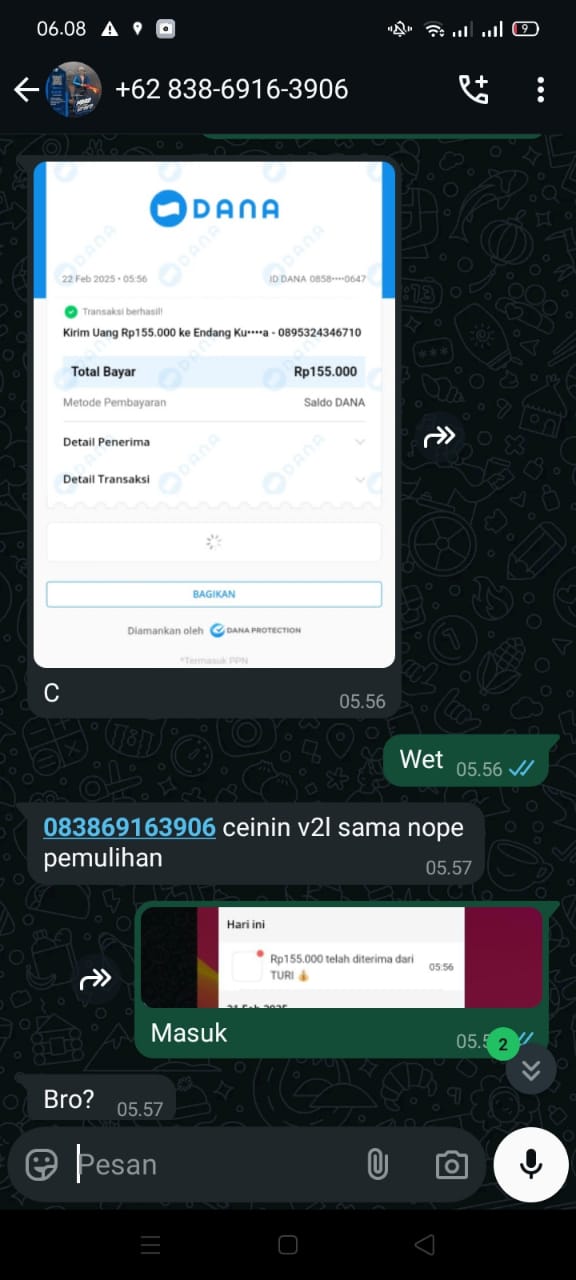 06.08
9
+62 838-6916-3906
DANA
22 Feb 2025 • 05:56
ID DANA 0858••••0647
Transaksi berhasil!
Kirim Uang Rp155.000 ke Endang Ku••••a - 0895324346710
Total Bayar
Rp155.000
Metode Pembayaran
Saldo DANA
Detail Penerima
Detail Transaksi
BAGIKAN
Diamankan oleh DANA PROTECTION
*Termasuk PPN
C
05.56
Wet
05.56
083869163906 ceinin v2l sama nope
pemulihan
05.57
Hari ini
Rp155.000 telah diterima dari
TURI 💰
05:56
21 Feb 2025
Masuk
2
Bro?
05.57
Pesan